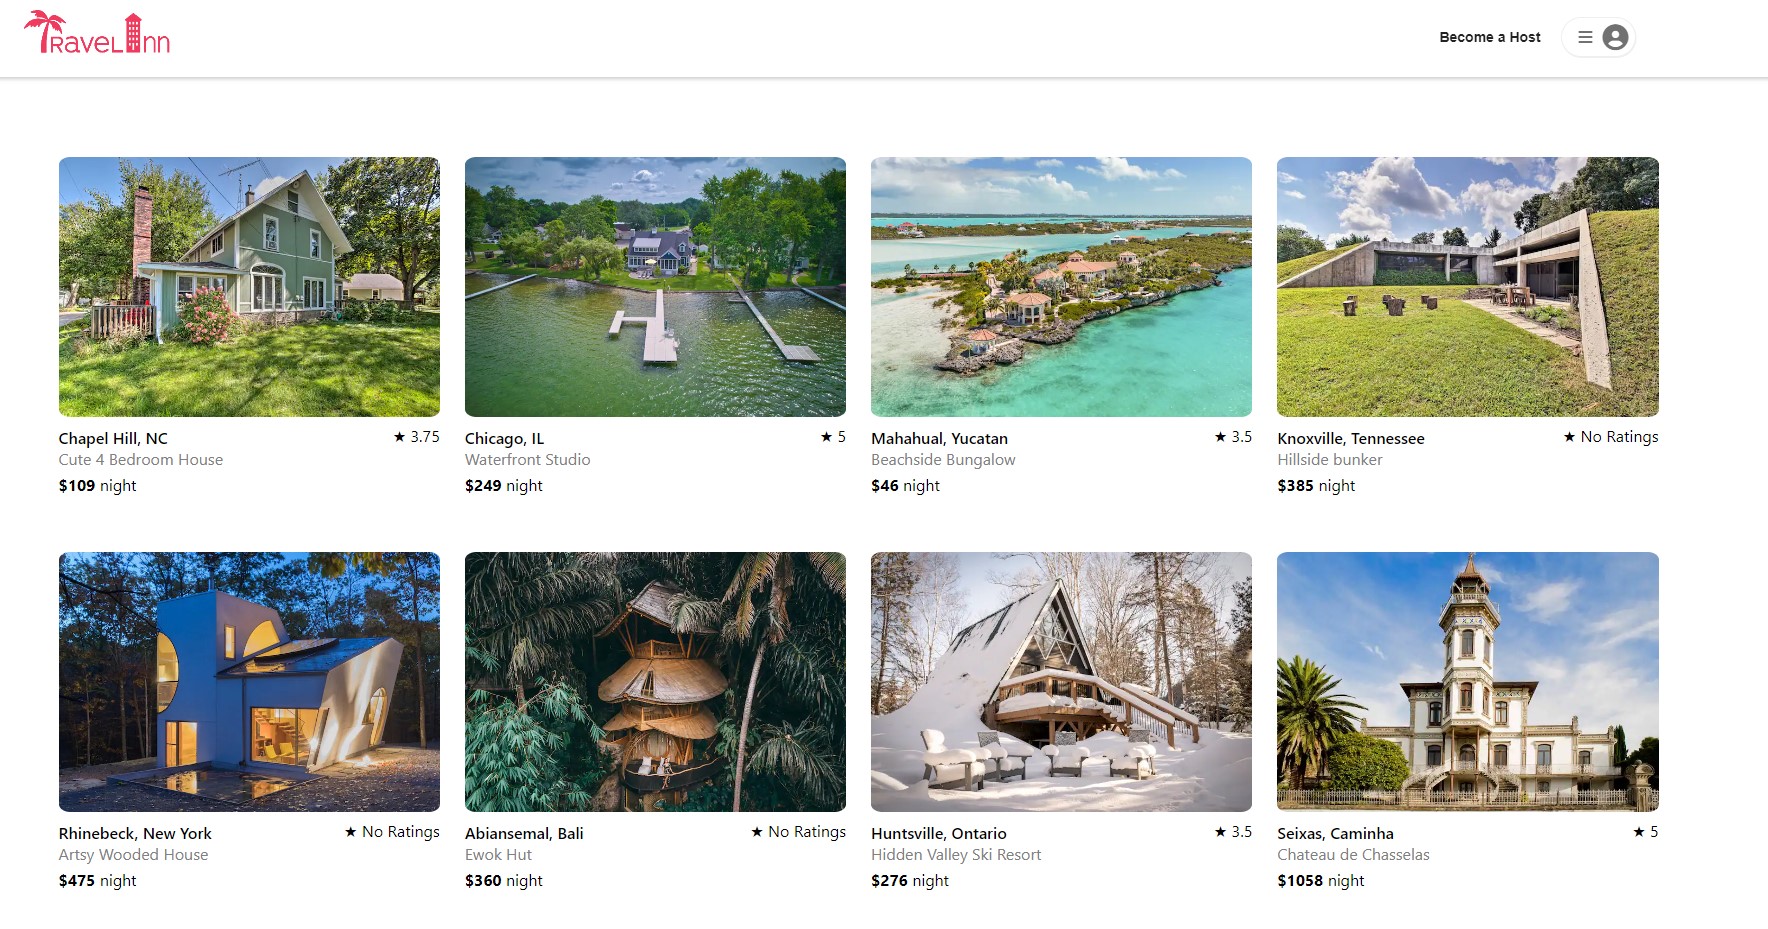 TRaveL Inn
Become a Host
Chapel Hill, NC ★ 3.75
Cute 4 Bedroom House
$109 night
Chicago, IL ★ 5
Waterfront Studio
$249 night
Mahahual, Yucatan ★ 3.5
Beachside Bungalow
$46 night
Knoxville, Tennessee ★ No Ratings
Hillside bunker
$385 night
Rhinebeck, New York ★ No Ratings
Artsy Wooded House
$475 night
Abiansemal, Bali ★ No Ratings
Ewok Hut
$360 night
Huntsville, Ontario ★ 3.5
Hidden Valley Ski Resort
$276 night
Seixas, Caminha ★ 5
Chateau de Chasselas
$1058 night